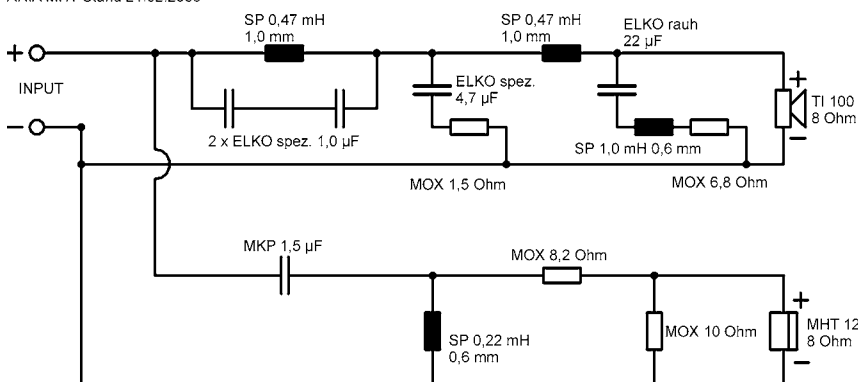 SP 0,47 mH
1,0 mm
SP 0,47 mH
1,0 mm
ELKO rauh
22 µF
+
INPUT
−
2 x ELKO spez. 1,0 µF
ELKO spez.
4,7 µF
+
TI 100
8 Ohm
−
SP 1,0 mH 0,6 mm
MOX 1,5 Ohm
MOX 6,8 Ohm
MKP 1,5 µF
MOX 8,2 Ohm
SP 0,22 mH
0,6 mm
MOX 10 Ohm
+
MHT 12
8 Ohm
−